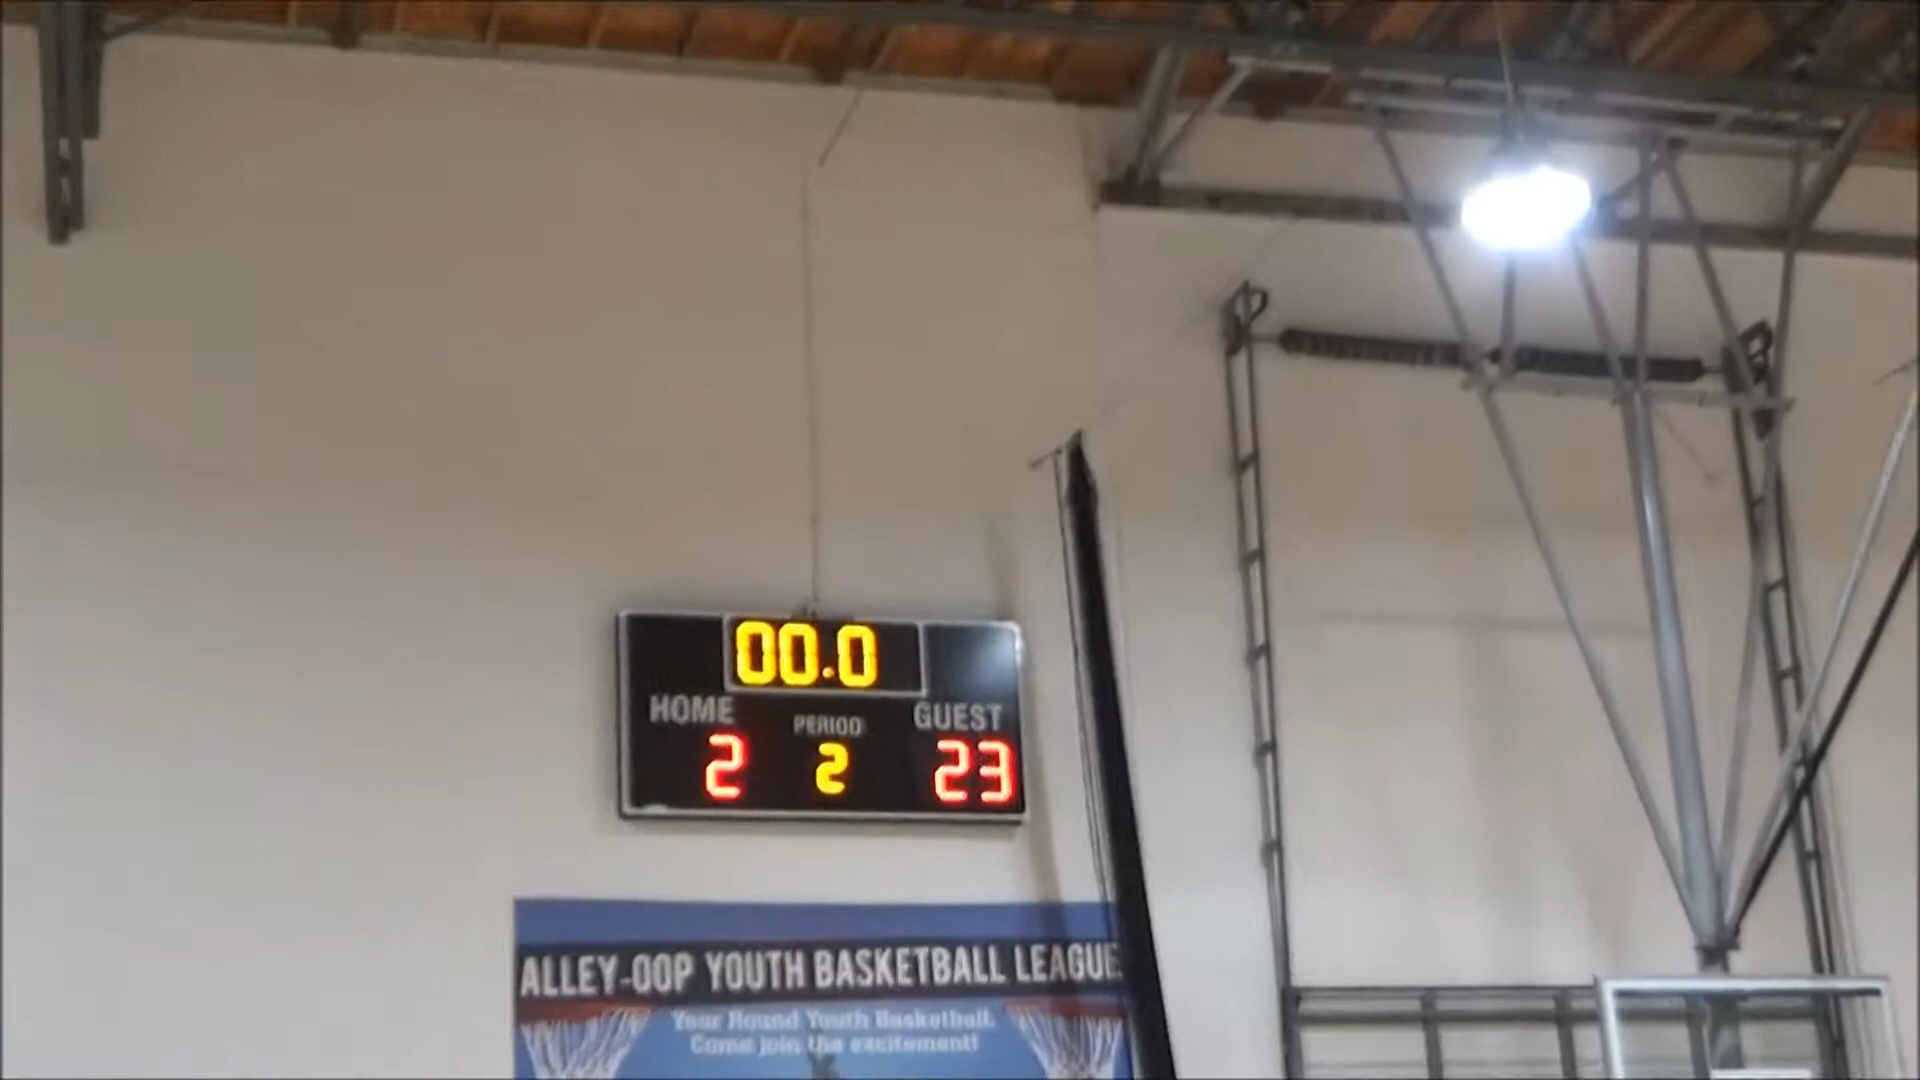 00.0
HOME PERIOD GUEST
2 2 23
ALLEY-OOP YOUTH BASKETBALL LEAGUE
Year Round Youth Basketball.
Come join the excitement!